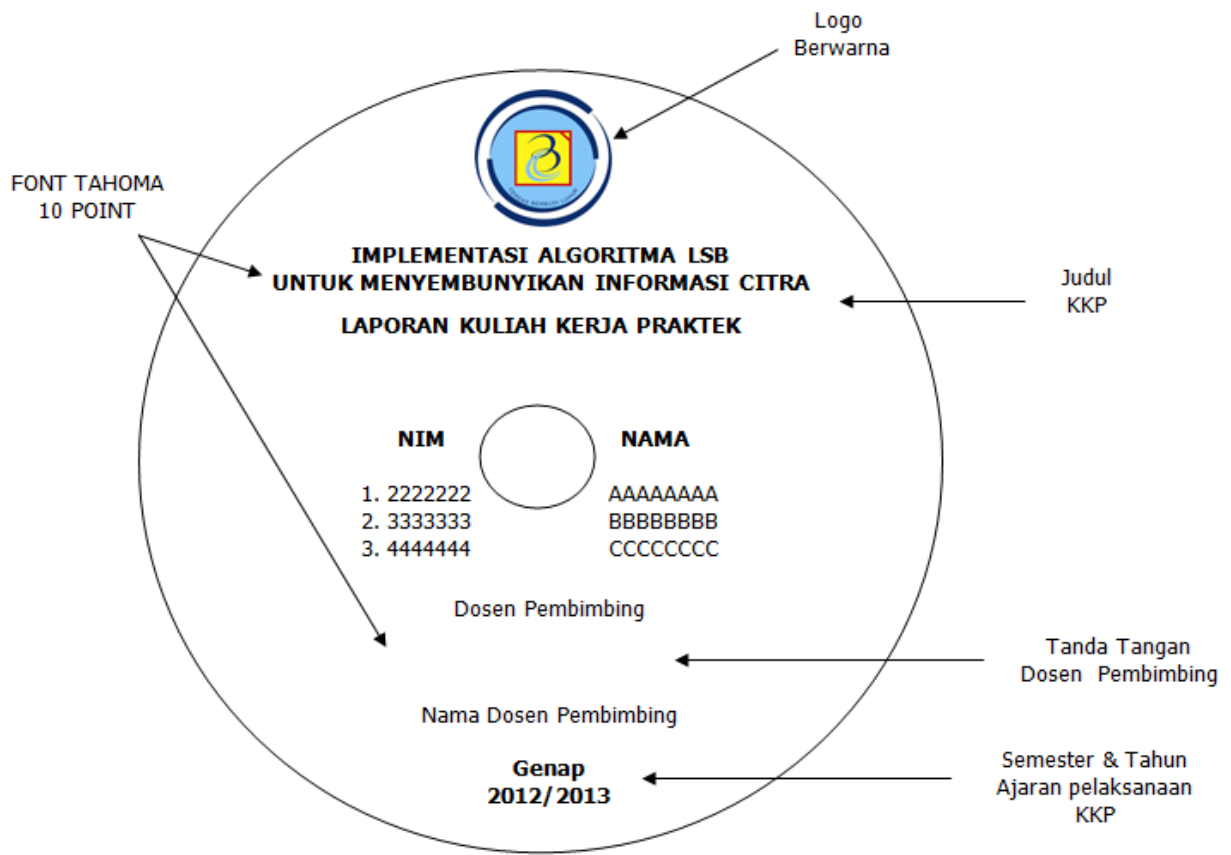 Logo
Berwarna
FONT TAHOMA
10 POINT
IMPLEMENTASI ALGORITMA LSB
UNTUK MENYEMBUNYIKAN INFORMASI CITRA
LAPORAN KULIAH KERJA PRAKTEK
Judul
KKP
NIM NAMA
1. 2222222 AAAAAAAA
2. 3333333 BBBBBBBB
3. 4444444 CCCCCCCC
Dosen Pembimbing
Tanda Tangan
Dosen Pembimbing
Nama Dosen Pembimbing
Genap
2012/2013
Semester & Tahun
Ajaran pelaksanaan
KKP